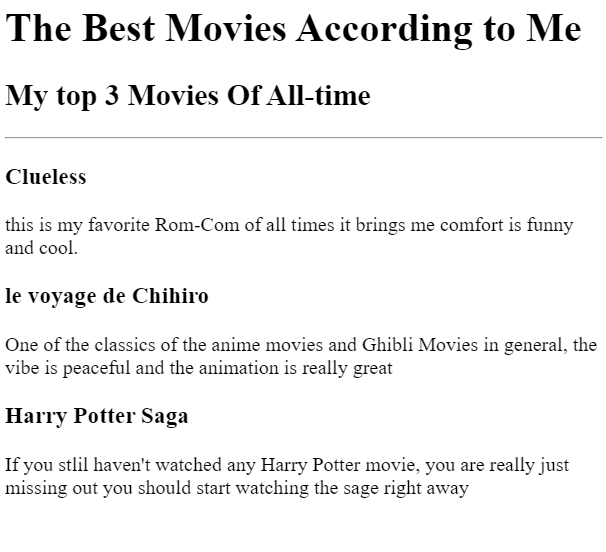 The Best Movies According to Me
My top 3 Movies Of All-time
Clueless
this is my favorite Rom-Com of all times it brings me comfort is funny
and cool.
le voyage de Chihiro
One of the classics of the anime movies and Ghibli Movies in general, the
vibe is peaceful and the animation is really great
Harry Potter Saga
If you stlil haven't watched any Harry Potter movie, you are really just
missing out you should start watching the sage right away